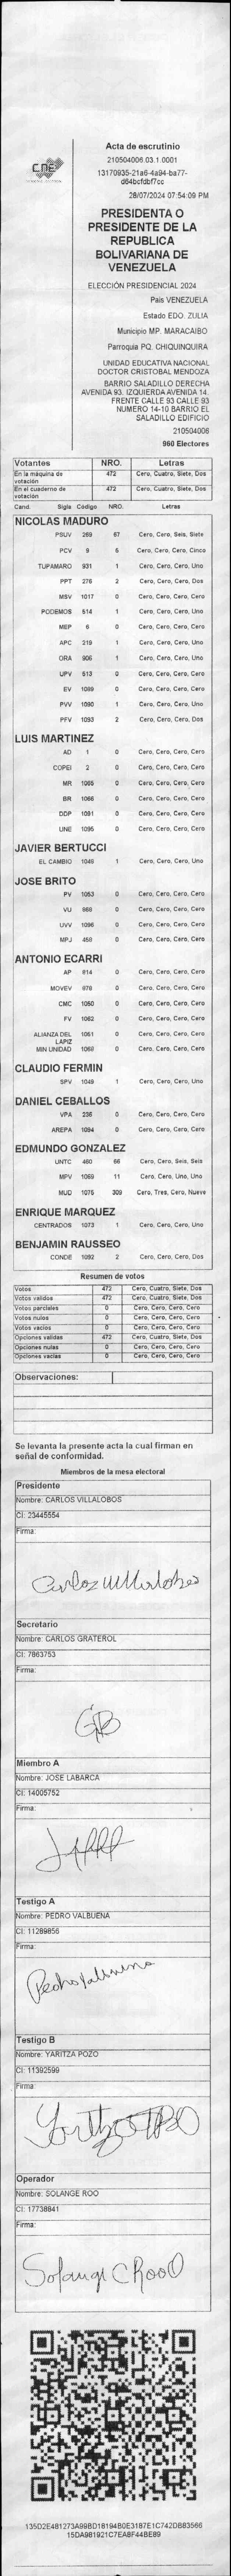 CNE
Acta de escrutinio
210504006.03.1.0001
13170935-21a6-4a94-ba77-
d64bcfdbf7cc
28/07/2024 07:54:09 PM
PRESIDENTA O
PRESIDENTE DE LA
REPUBLICA
BOLIVARIANA DE
VENEZUELA
ELECCIÓN PRESIDENCIAL 2024
País VENEZUELA
Estado EDO. ZULIA
Municipio MP. MARACAIBO
Parroquia PQ. CHIQUINQUIRA
UNIDAD EDUCATIVA NACIONAL
DOCTOR CRISTOBAL MENDOZA
BARRIO SALADILLO DERECHA
AVENIDA 93. IZQUIERDA AVENIDA 14.
FRENTE CALLE 93 CALLE 93
NUMERO 14-10 BARRIO EL
SALADILLO EDIFICIO
210504006
960 Electores
Votantes NRO. Letras
En la máquina de votación 472 Cero, Cuatro, Siete, Dos
En el cuaderno de votación 472 Cero, Cuatro, Siete, Dos
Cand. Sigla Código NRO. Letras
NICOLAS MADURO
PSUV 269 67 Cero, Cero, Seis, Siete
PCV 9 5 Cero, Cero, Cero, Cinco
TUPAMARO 931 1 Cero, Cero, Cero, Uno
PPT 276 2 Cero, Cero, Cero, Dos
MSV 1017 0 Cero, Cero, Cero, Cero
PODEMOS 514 1 Cero, Cero, Cero, Uno
MEP 6 0 Cero, Cero, Cero, Cero
APC 219 1 Cero, Cero, Cero, Uno
ORA 906 1 Cero, Cero, Cero, Uno
UPV 513 0 Cero, Cero, Cero, Cero
EV 1089 0 Cero, Cero, Cero, Cero
PVV 1090 1 Cero, Cero, Cero, Uno
PFV 1093 2 Cero, Cero, Cero, Dos
LUIS MARTINEZ
AD 1 0 Cero, Cero, Cero, Cero
COPEI 2 0 Cero, Cero, Cero, Cero
MR 1065 0 Cero, Cero, Cero, Cero
BR 1066 0 Cero, Cero, Cero, Cero
DDP 1091 0 Cero, Cero, Cero, Cero
UNE 1095 0 Cero, Cero, Cero, Cero
JAVIER BERTUCCI
EL CAMBIO 1045 1 Cero, Cero, Cero, Uno
JOSE BRITO
PV 1053 0 Cero, Cero, Cero, Cero
VU 969 0 Cero, Cero, Cero, Cero
UVV 1096 0 Cero, Cero, Cero, Cero
MPJ 458 0 Cero, Cero, Cero, Cero
ANTONIO ECARRI
AP 814 0 Cero, Cero, Cero, Cero
MOVEV 979 0 Cero, Cero, Cero, Cero
CMC 1050 0 Cero, Cero, Cero, Cero
FV 1062 0 Cero, Cero, Cero, Cero
ALIANZA DEL LAPIZ 1061 0 Cero, Cero, Cero, Cero
MIN UNIDAD 1068 0 Cero, Cero, Cero, Cero
CLAUDIO FERMIN
SPV 1049 1 Cero, Cero, Cero, Uno
DANIEL CEBALLOS
VPA 236 0 Cero, Cero, Cero, Cero
AREPA 1094 0 Cero, Cero, Cero, Cero
EDMUNDO GONZALEZ
UNTC 460 66 Cero, Cero, Seis, Seis
MPV 1069 11 Cero, Cero, Uno, Uno
MUD 1075 309 Cero, Tres, Cero, Nueve
ENRIQUE MARQUEZ
CENTRADOS 1073 1 Cero, Cero, Cero, Uno
BENJAMIN RAUSSEO
CONDE 1092 2 Cero, Cero, Cero, Dos
Resumen de votos
Votos 472 Cero, Cuatro, Siete, Dos
Votos validos 472 Cero, Cuatro, Siete, Dos
Votos parciales 0 Cero, Cero, Cero, Cero
Votos nulos 0 Cero, Cero, Cero, Cero
Votos vacios 0 Cero, Cero, Cero, Cero
Opciones validas 472 Cero, Cuatro, Siete, Dos
Opciones nulas 0 Cero, Cero, Cero, Cero
Opciones vacias 0 Cero, Cero, Cero, Cero
Observaciones:
Se levanta la presente acta la cual firman en
señal de conformidad.
Miembros de la mesa electoral
Presidente
Nombre: CARLOS VILLALOBOS
CI: 23445554
Firma:
Carlos Villalobos
Secretario
Nombre: CARLOS GRATEROL
CI: 7863753
Firma:
Miembro A
Nombre: JOSE LABARCA
CI: 14005752
Firma:
Testigo A
Nombre: PEDRO VALBUENA
CI: 11289856
Firma:
Pedro Valbuena
Testigo B
Nombre: YARITZA POZO
CI: 11392599
Firma:
Operador
Nombre: SOLANGE ROO
CI: 17738841
Firma:
Solange C Roo
135D2E481273A99BD18194B0E3187E1C742DB83566
15DA981921C7EA8F44BE89